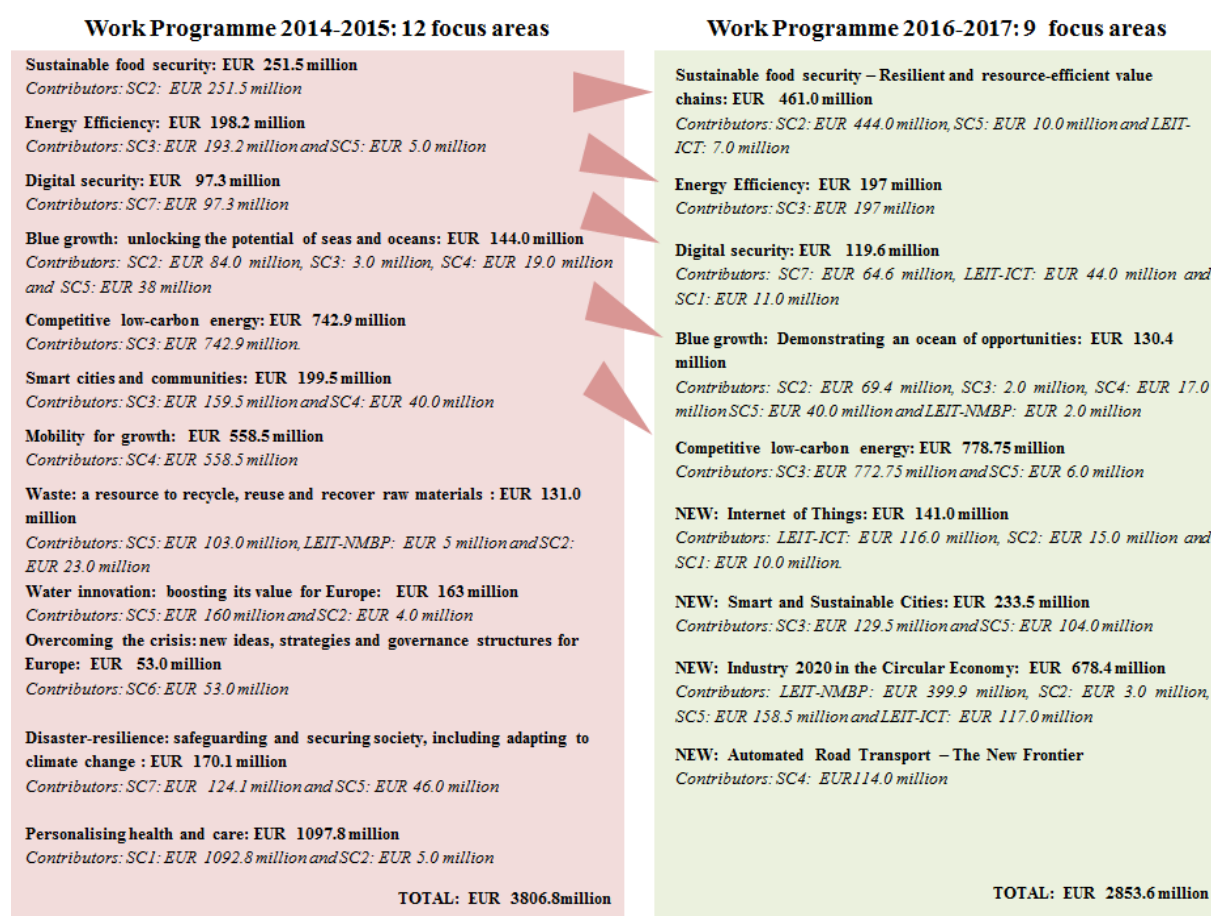 Work Programme 2014-2015: 12 focus areas
Sustainable food security: EUR 251.5 million
Contributors: SC2: EUR 251.5 million
Energy Efficiency: EUR 198.2 million
Contributors: SC3: EUR 193.2 million and SC5: EUR 5.0 million
Digital security: EUR 97.3 million
Contributors: SC7: EUR 97.3 million
Blue growth: unlocking the potential of seas and oceans: EUR 144.0 million
Contributors: SC2: EUR 84.0 million, SC3: 3.0 million, SC4: EUR 19.0 million
and SC5: EUR 38 million
Competitive low-carbon energy: EUR 742.9 million
Contributors: SC3: EUR 742.9 million.
Smart cities and communities: EUR 199.5 million
Contributors: SC3: EUR 159.5 million and SC4: EUR 40.0 million
Mobility for growth: EUR 558.5 million
Contributors: SC4: EUR 558.5 million
Waste: a resource to recycle, reuse and recover raw materials : EUR 131.0
million
Contributors: SC5: EUR 103.0 million, LEIT-NMBP: EUR 5 million and SC2:
EUR 23.0 million
Water innovation: boosting its value for Europe: EUR 163 million
Contributors: SC5: EUR 160 million and SC2: EUR 4.0 million
Overcoming the crisis: new ideas, strategies and governance structures for
Europe: EUR 53.0 million
Contributors: SC6: EUR 53.0 million
Disaster-resilience: safeguarding and securing society, including adapting to
climate change : EUR 170.1 million
Contributors: SC7: EUR 124.1 million and SC5: EUR 46.0 million
Personalising health and care: EUR 1097.8 million
Contributors: SC1: EUR 1092.8 million and SC2: EUR 5.0 million
TOTAL: EUR 3806.8million
Work Programme 2016-2017: 9 focus areas
Sustainable food security – Resilient and resource-efficient value
chains: EUR 461.0 million
Contributors: SC2: EUR 444.0 million, SC5: EUR 10.0 million and LEIT-
ICT: 7.0 million
Energy Efficiency: EUR 197 million
Contributors: SC3: EUR 197 million
Digital security: EUR 119.6 million
Contributors: SC7: EUR 64.6 million, LEIT-ICT: EUR 44.0 million and
SC1: EUR 11.0 million
Blue growth: Demonstrating an ocean of opportunities: EUR 130.4
million
Contributors: SC2: EUR 69.4 million, SC3: 2.0 million, SC4: EUR 17.0
million SC5: EUR 40.0 million and LEIT-NMBP: EUR 2.0 million
Competitive low-carbon energy: EUR 778.75 million
Contributors: SC3: EUR 772.75 million and SC5: EUR 6.0 million
NEW: Internet of Things: EUR 141.0 million
Contributors: LEIT-ICT: EUR 116.0 million, SC2: EUR 15.0 million and
SC1: EUR 10.0 million.
NEW: Smart and Sustainable Cities: EUR 233.5 million
Contributors: SC3: EUR 129.5 million and SC5: EUR 104.0 million
NEW: Industry 2020 in the Circular Economy: EUR 678.4 million
Contributors: LEIT-NMBP: EUR 399.9 million, SC2: EUR 3.0 million,
SC5: EUR 158.5 million and LEIT-ICT: EUR 117.0 million
NEW: Automated Road Transport – The New Frontier
Contributors: SC4: EUR114.0 million
TOTAL: EUR 2853.6 million